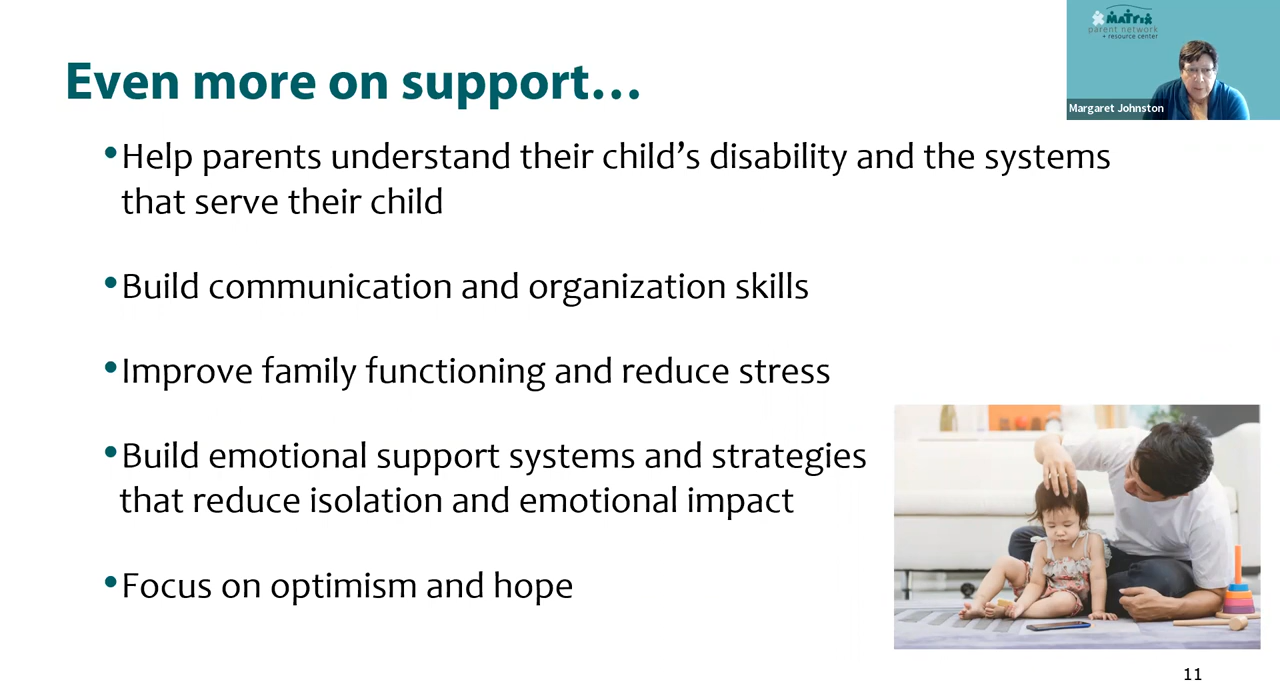 MATRIX
parent network
+ resource center
Margaret Johnston
Even more on support…
•Help parents understand their child’s disability and the systems
that serve their child
•Build communication and organization skills
•Improve family functioning and reduce stress
•Build emotional support systems and strategies
that reduce isolation and emotional impact
•Focus on optimism and hope
11